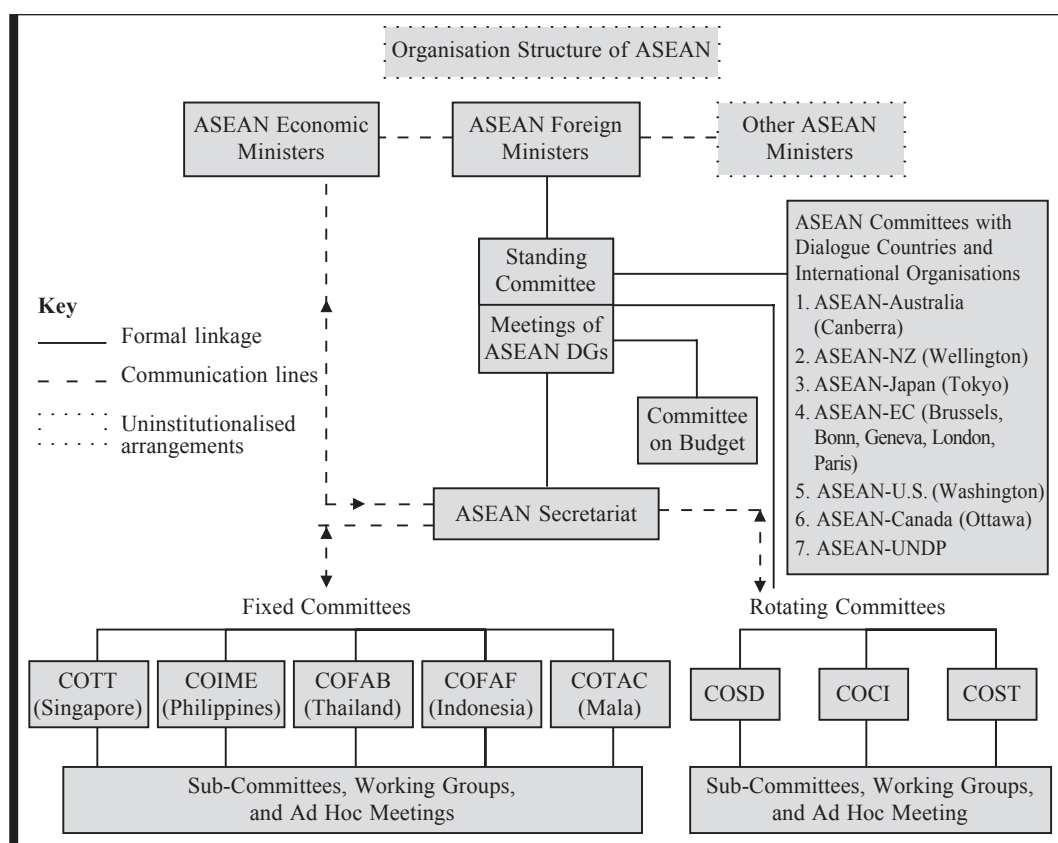 Organisation Structure of ASEAN
ASEAN Economic
Ministers
ASEAN Foreign
Ministers
Other ASEAN
Ministers
Standing
Committee
Meetings of
ASEAN DGs
ASEAN Committees with
Dialogue Countries and
International Organisations
1. ASEAN-Australia
(Canberra)
2. ASEAN-NZ (Wellington)
3. ASEAN-Japan (Tokyo)
4. ASEAN-EC (Brussels,
Bonn, Geneva, London,
Paris)
5. ASEAN-U.S. (Washington)
6. ASEAN-Canada (Ottawa)
7. ASEAN-UNDP
Key
Formal linkage
Communication lines
Uninstitutionalised
arrangements
Committee
on Budget
ASEAN Secretariat
Fixed Committees
Rotating Committees
COTT
(Singapore)
COIME
(Philippines)
COFAB
(Thailand)
COFAF
(Indonesia)
COTAC
(Mala)
COSD
COCI
COST
Sub-Committees, Working Groups,
and Ad Hoc Meetings
Sub-Committees, Working Groups,
and Ad Hoc Meeting